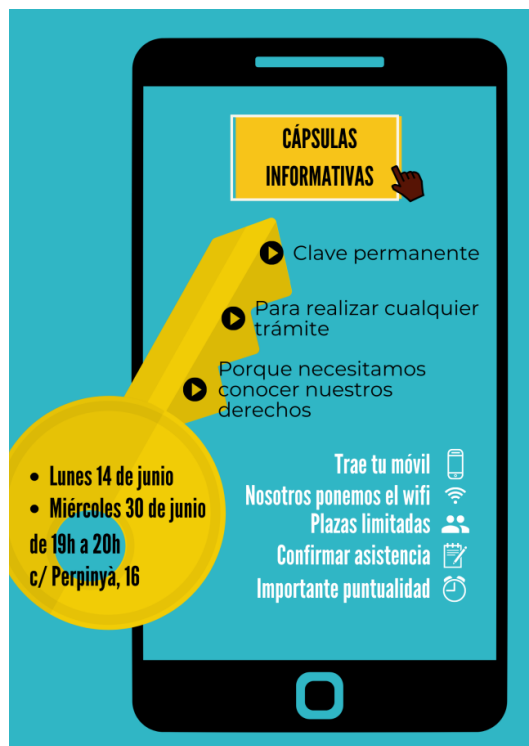 CÁPSULAS
INFORMATIVAS
Clave permanente
Para realizar cualquier
trámite
Porque necesitamos
conocer nuestros
derechos
• Lunes 14 de junio
• Miércoles 30 de junio
de 19h a 20h
c/ Perpinyà, 16
Trae tu móvil
Nosotros ponemos el wifi
Plazas limitadas
Confirmar asistencia
Importante puntualidad